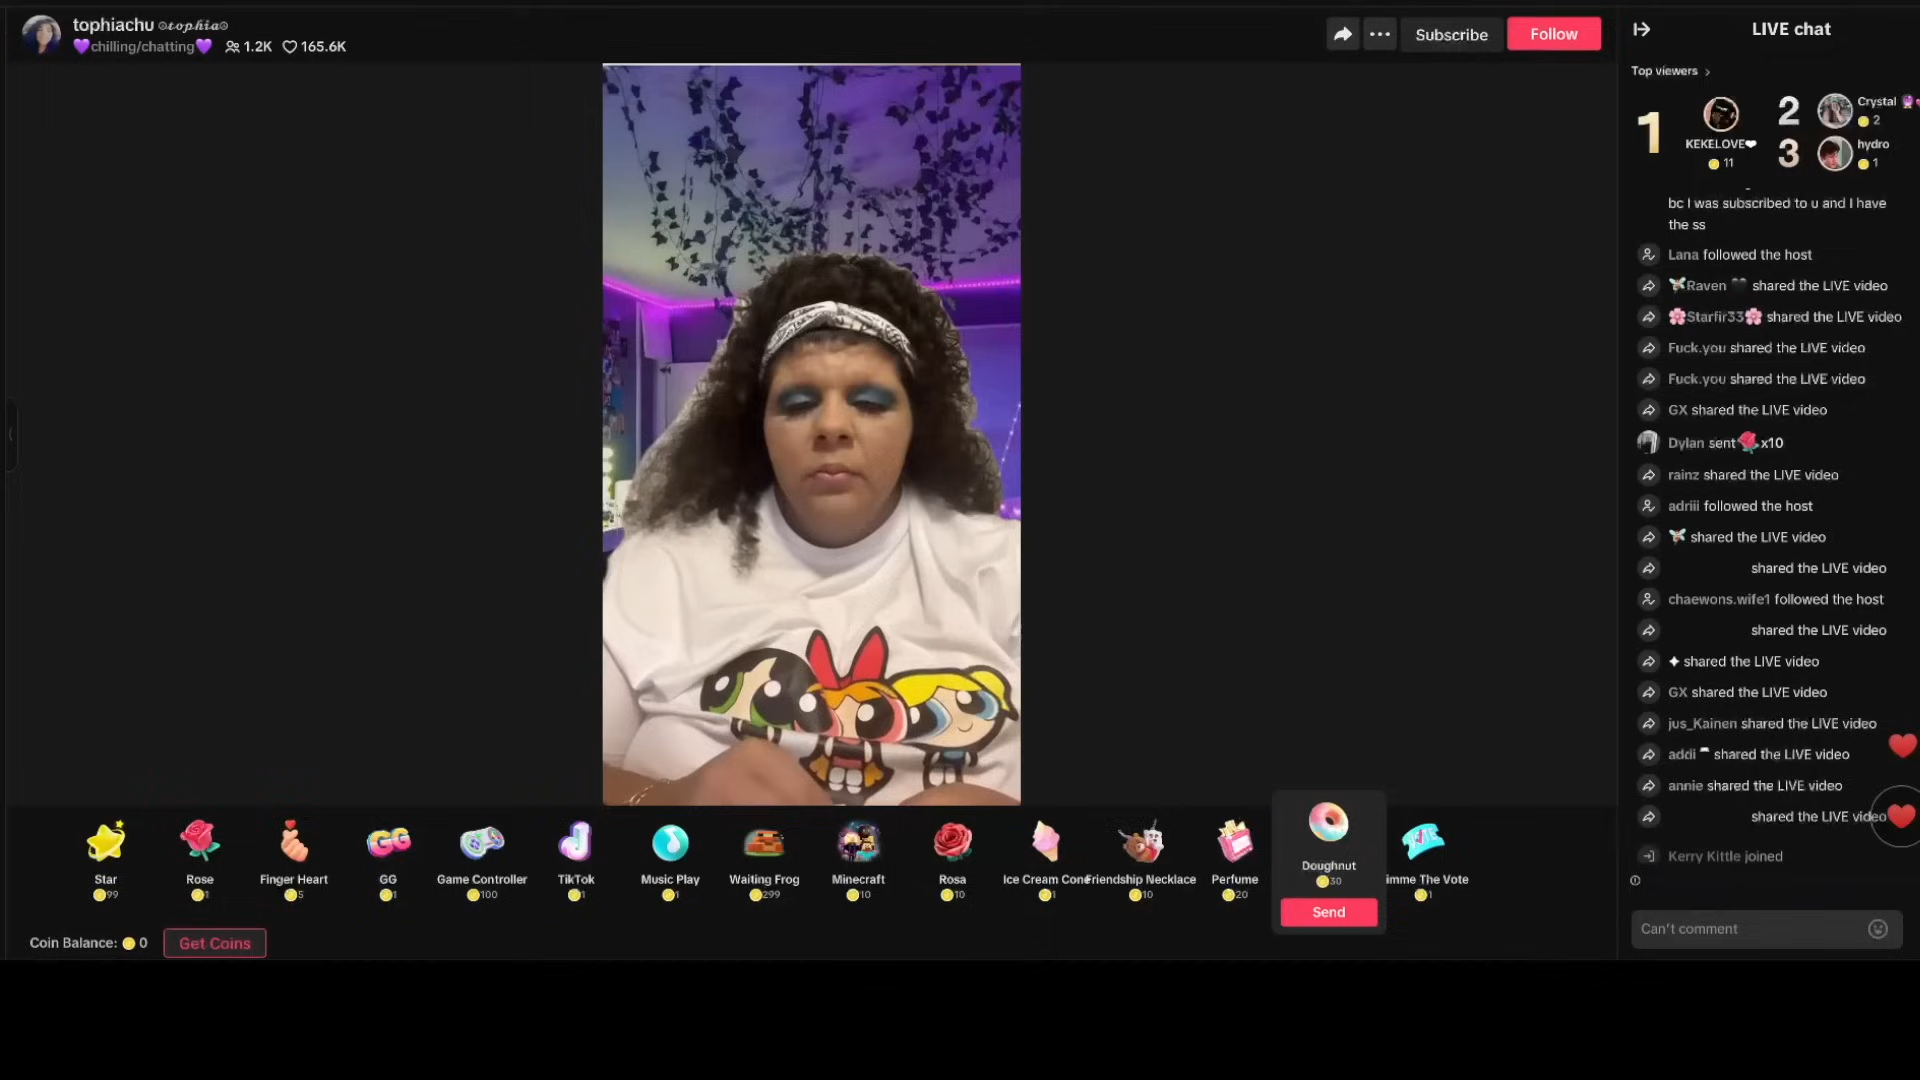 tophiachu ☮𝓽𝓸𝓹𝓱𝓲𝓪☮
💜chilling/chatting💜 1.2K 165.6K
Subscribe
Follow
LIVE chat
Top viewers
1
KEKELOVE❤
11
2
Crystal
2
3
hydro
1
bc I was subscribed to u and I have
the ss
Lana followed the host
Raven 🖤 shared the LIVE video
🌸Starfir33🌸 shared the LIVE video
Fuck.you shared the LIVE video
Fuck.you shared the LIVE video
GX shared the LIVE video
Dylan sent x10
rainz shared the LIVE video
adriii followed the host
shared the LIVE video
shared the LIVE video
chaewons.wife1 followed the host
shared the LIVE video
✦ shared the LIVE video
GX shared the LIVE video
jus_Kainen shared the LIVE video
addi shared the LIVE video
annie shared the LIVE video
shared the LIVE video
Kerry Kittle joined
Can't comment
Star
99
Rose
1
Finger Heart
5
GG
GG
1
Game Controller
100
TikTok
1
Music Play
1
Waiting Frog
299
Minecraft
10
Rosa
10
Ice Cream Cone
1
Friendship Necklace
10
Perfume
20
Doughnut
30
Send
imme The Vote
1
Coin Balance: 0
Get Coins